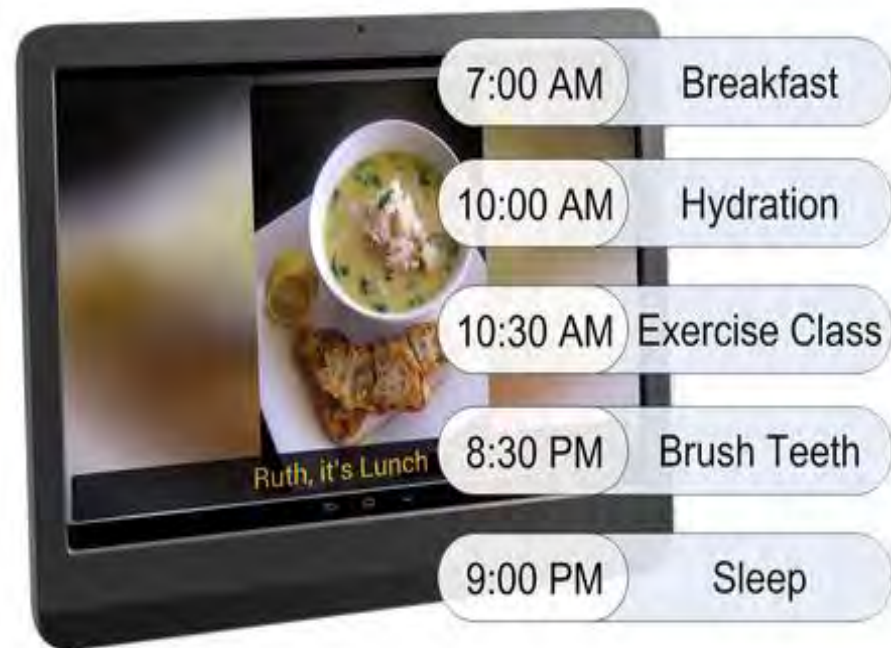 7:00 AM Breakfast
10:00 AM Hydration
10:30 AM Exercise Class
8:30 PM Brush Teeth
9:00 PM Sleep
Ruth, it's Lunch